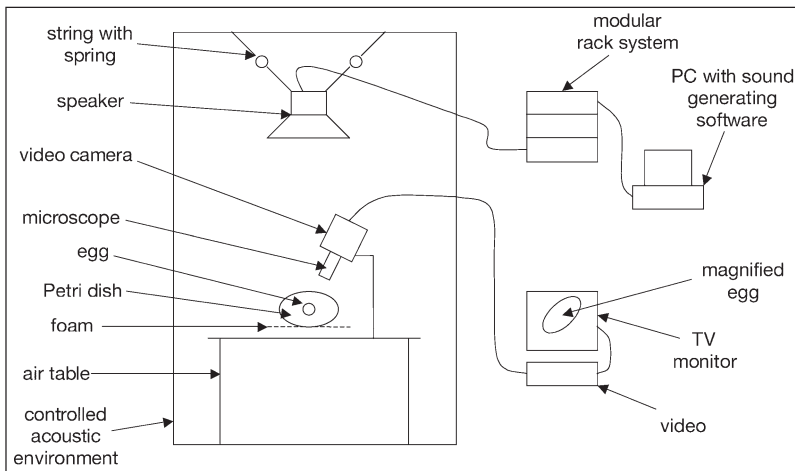 string with
spring
speaker
video camera
microscope
egg
Petri dish
foam
air table
controlled
acoustic
environment
modular
rack system
PC with sound
generating
software
magnified
egg
TV
monitor
video